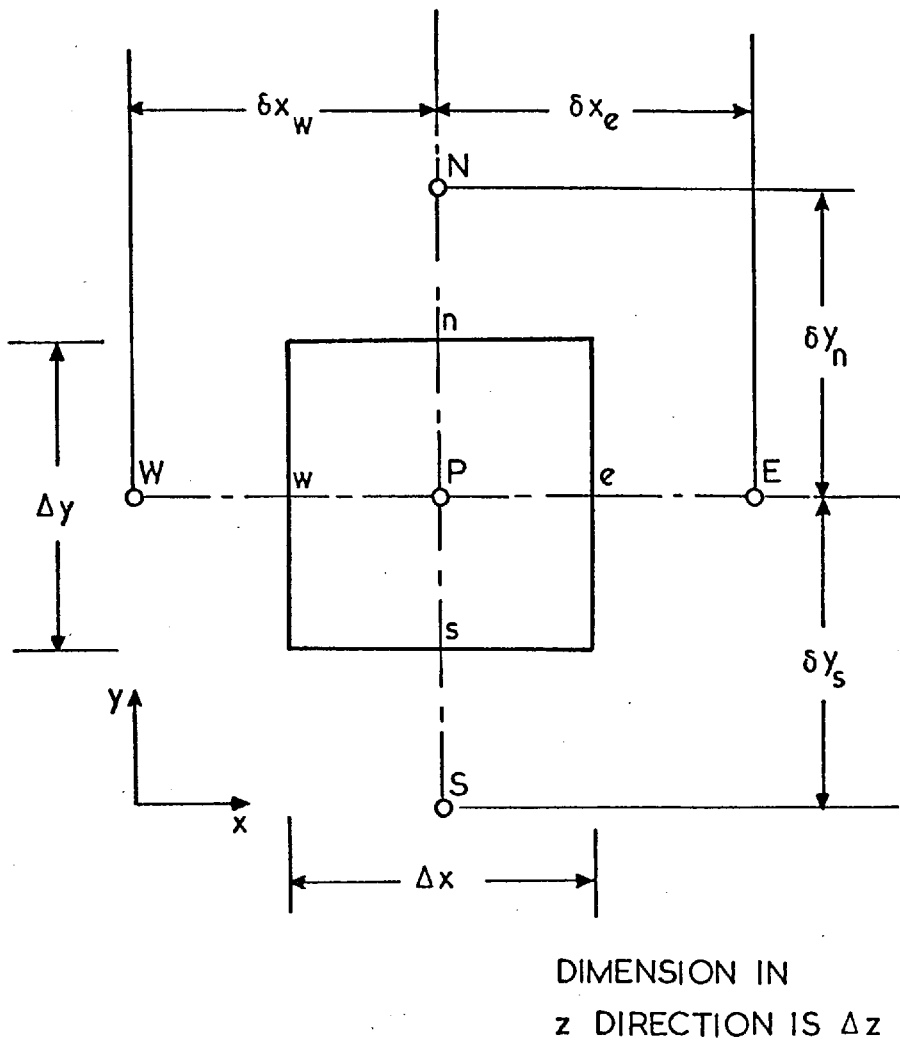 δx_w
δx_e
N
n
δy_n
W
w
P
e
E
Δy
s
δy_s
y
S
x
Δx
DIMENSION IN
z DIRECTION IS Δz